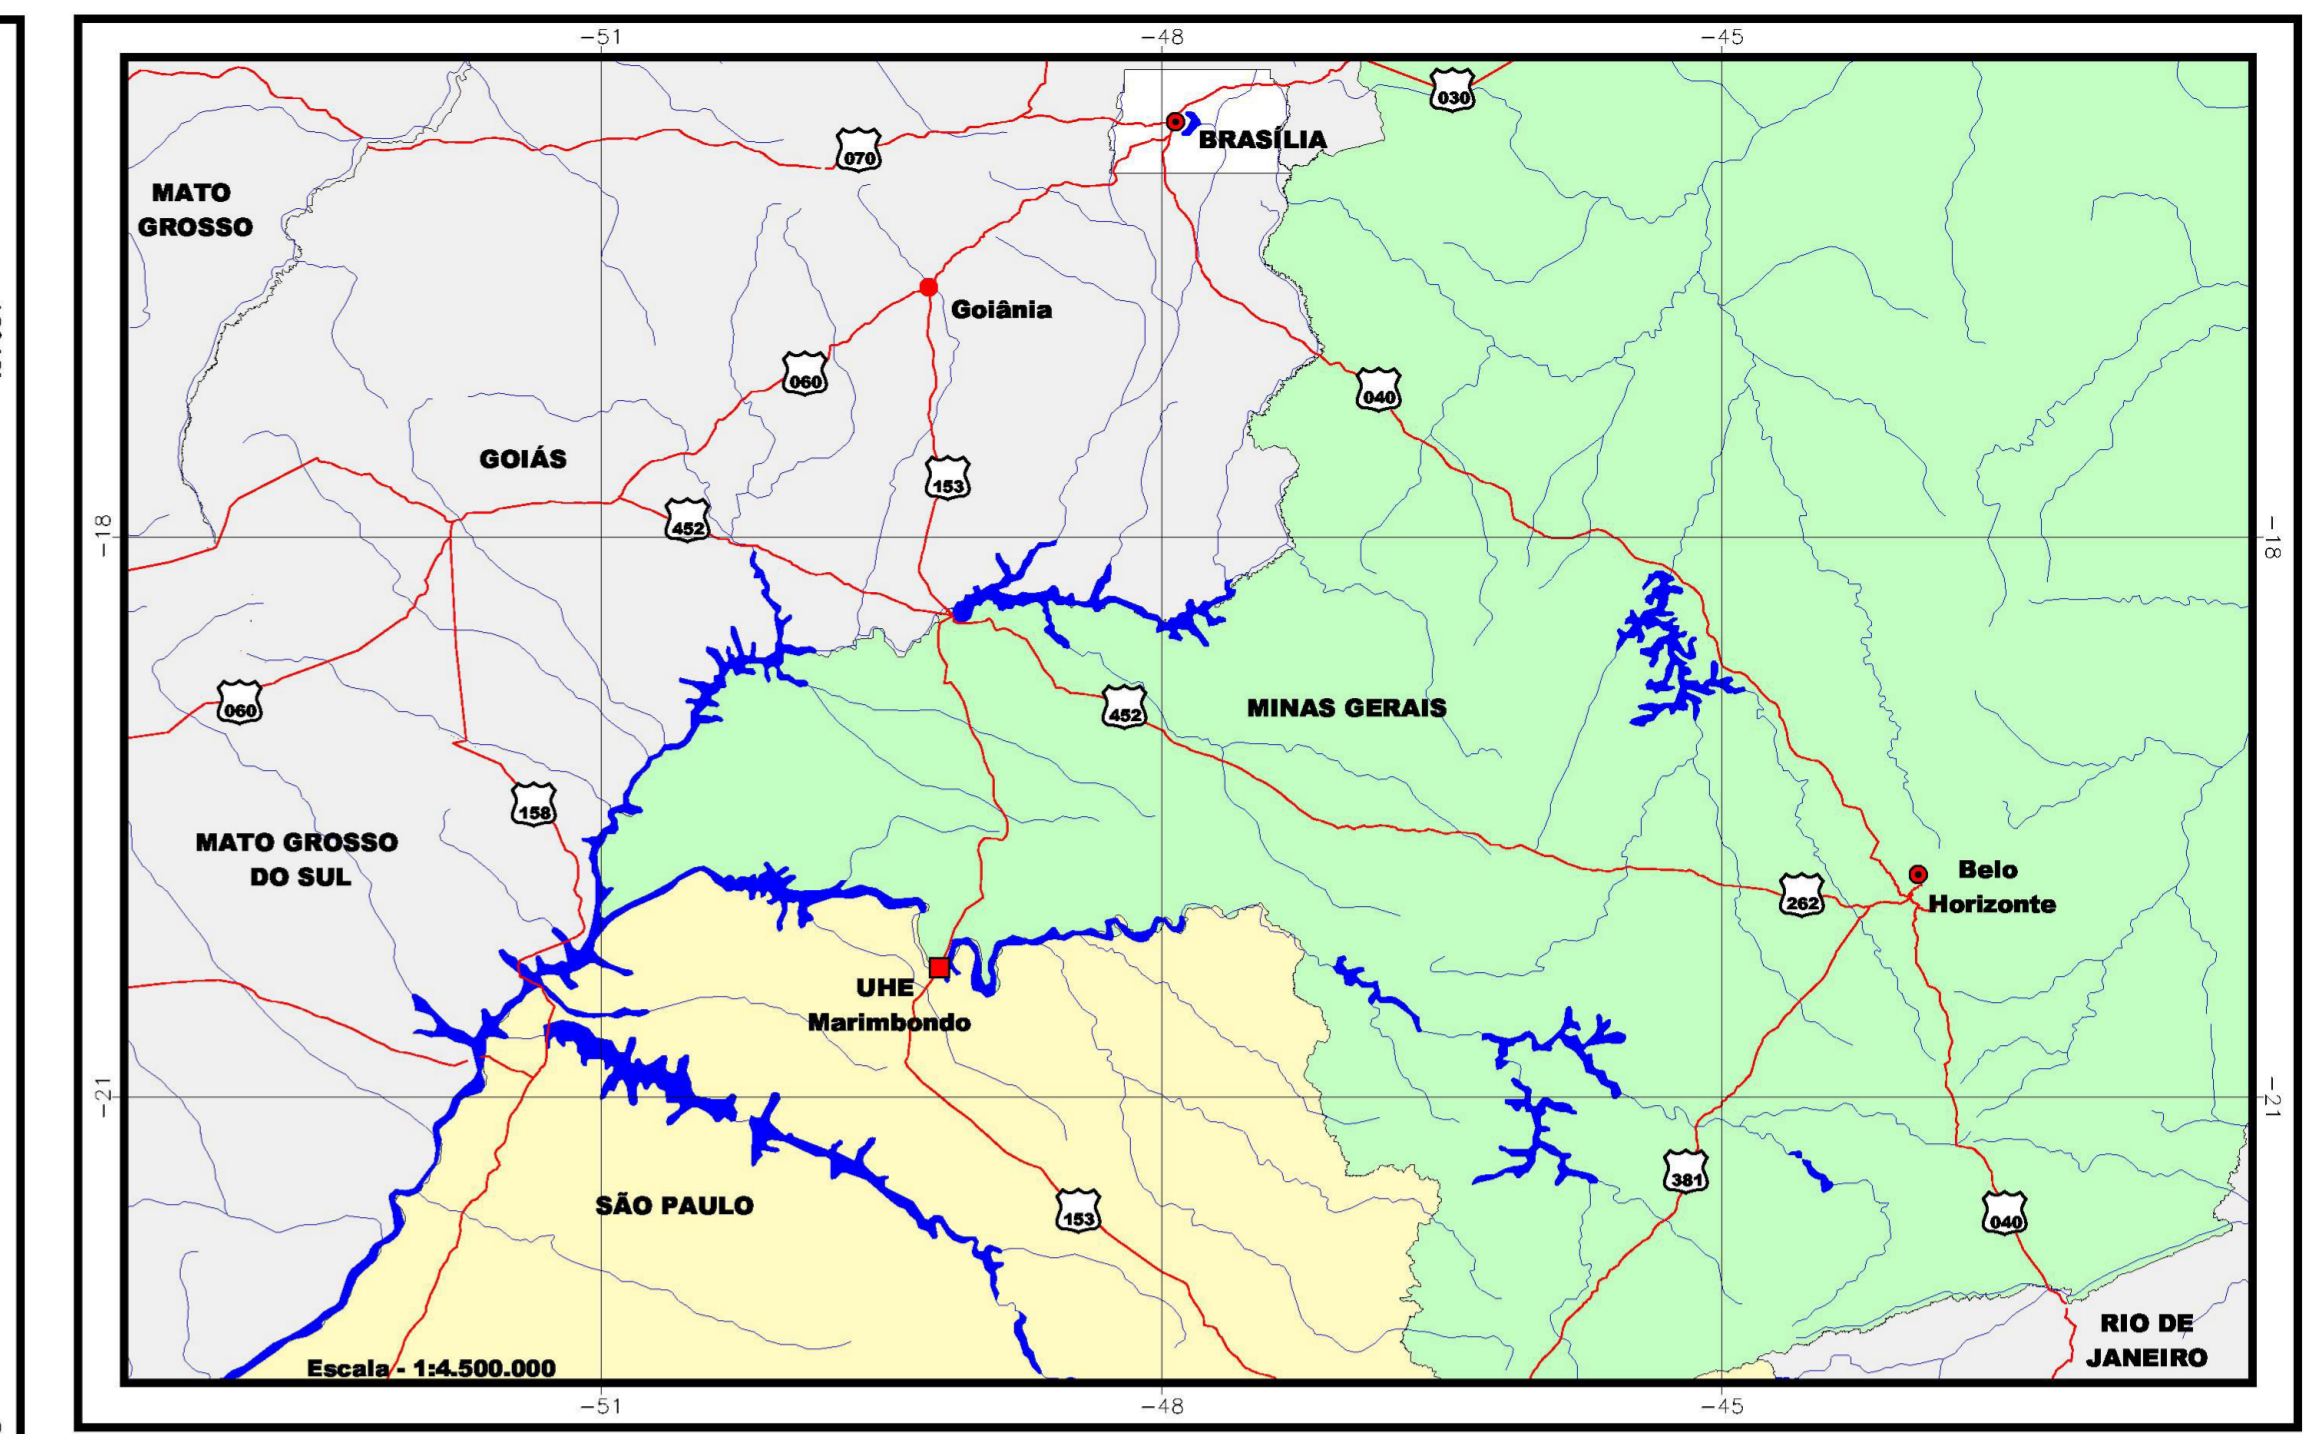 -51 -48 -45
030
070
BRASÍLIA
MATO
GROSSO
Goiânia
060
040
GOIÁS
153
452
-18 -18
060
452
MINAS GERAIS
158
MATO GROSSO
DO SUL
Belo
Horizonte
262
UHE
Marimbondo
-21 -21
381
SÃO PAULO
153
040
RIO DE
JANEIRO
Escala - 1:4.500.000
-51 -48 -45